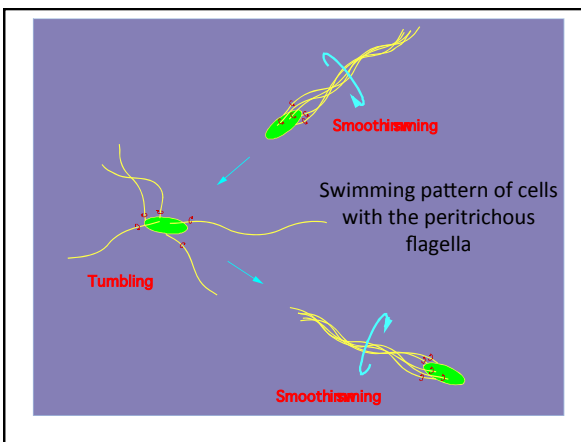 Smooth swimming
Swimming pattern of cells
with the peritrichous
flagella
Tumbling
Smooth swimming